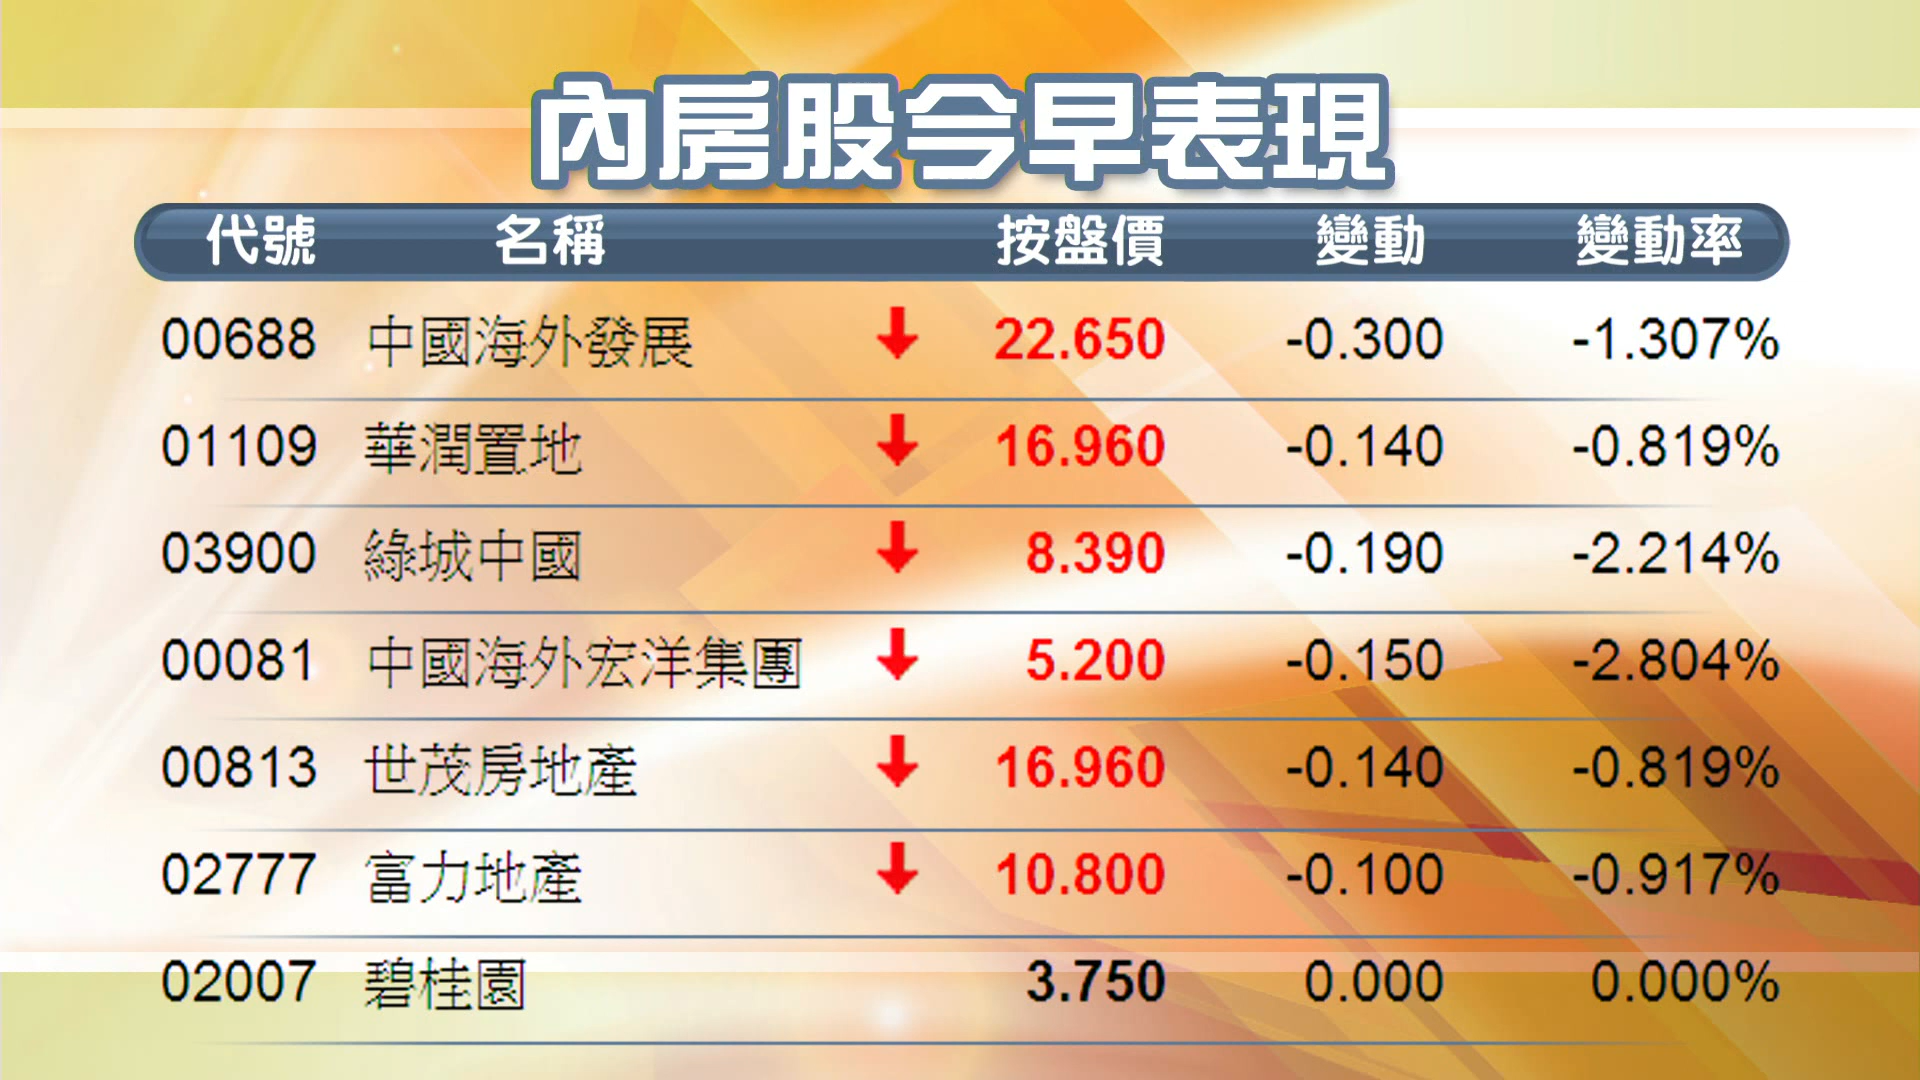 內房股今早表現
代號 名稱 按盤價 變動 變動率
00688 中國海外發展 22.650 -0.300 -1.307%
01109 華潤置地 16.960 -0.140 -0.819%
03900 綠城中國 8.390 -0.190 -2.214%
00081 中國海外宏洋集團 5.200 -0.150 -2.804%
00813 世茂房地產 16.960 -0.140 -0.819%
02777 富力地產 10.800 -0.100 -0.917%
02007 碧桂園 3.750 0.000 0.000%